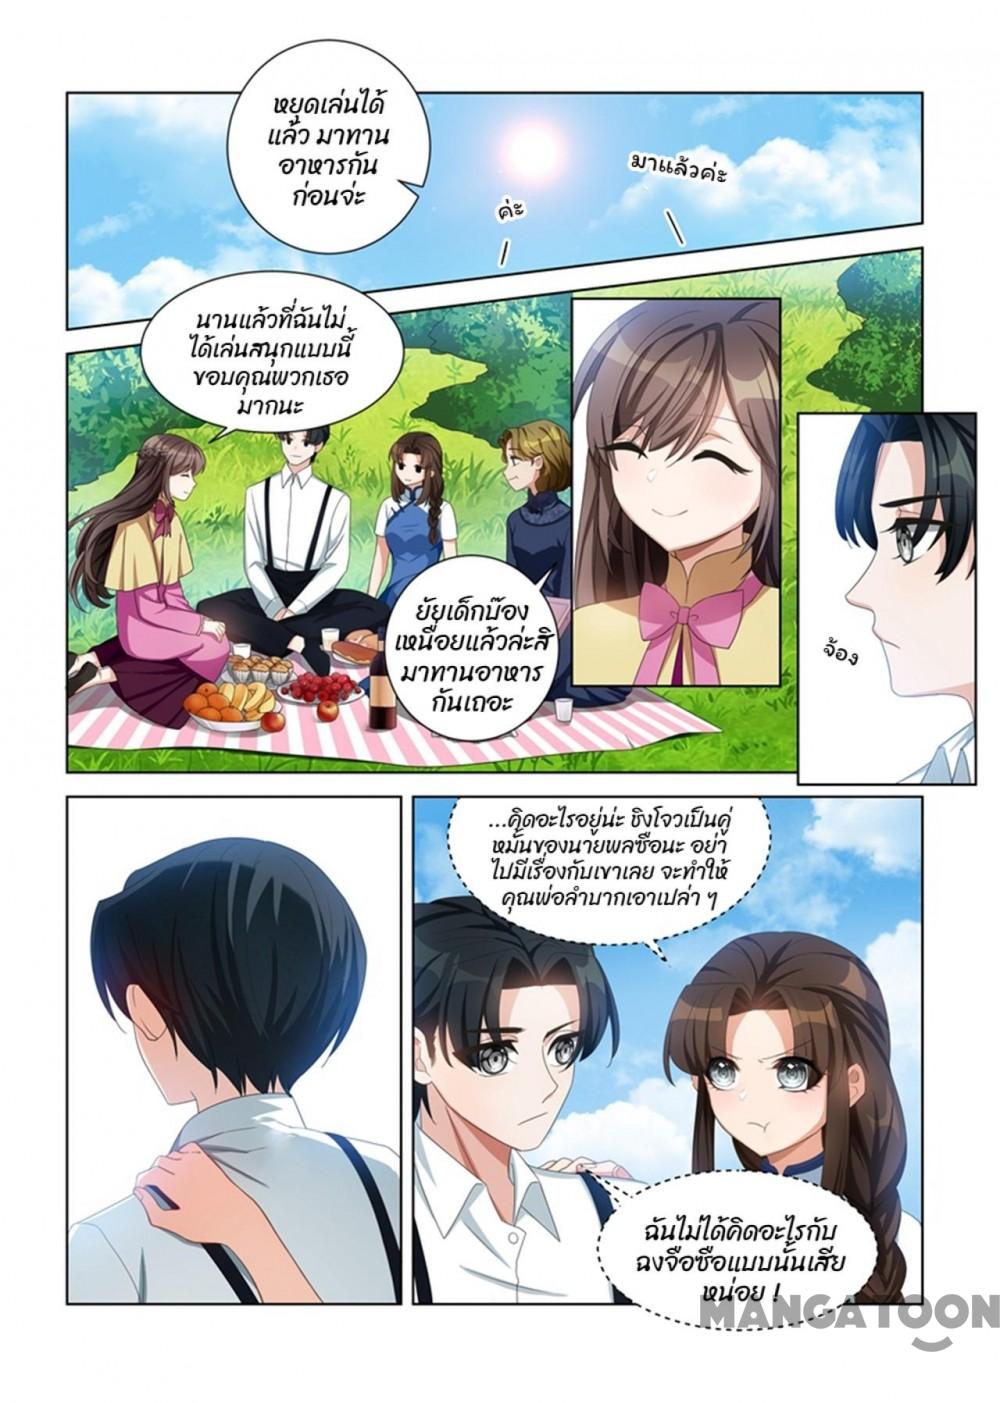 หยุดเล่นได้
แล้ว มาทาน
อาหารกัน
ก่อนจ่ะ
ค่ะ
มาแล้วค่ะ
นานแล้วที่ฉันไม่
ได้เล่นสนุกแบบนี้
ขอบคุณพวกเธอ
มากนะ
ยัยเด็กบ๊อง
เหนื่อยแล้วล่ะสิ
มาทานอาหาร
กันเถอะ
จ้อง
...คิดอะไรอยู่น่ะ ชิงโจวเป็นคู่
หมั้นของนายพลซือนะ อย่า
ไปมีเรื่องกับเขาเลย จะทำให้
คุณพ่อลำบากเอาเปล่า ๆ
ฉันไม่ได้คิดอะไรกับ
ฉงจือซือแบบนั้นเสีย
หน่อย !
MANGATOON